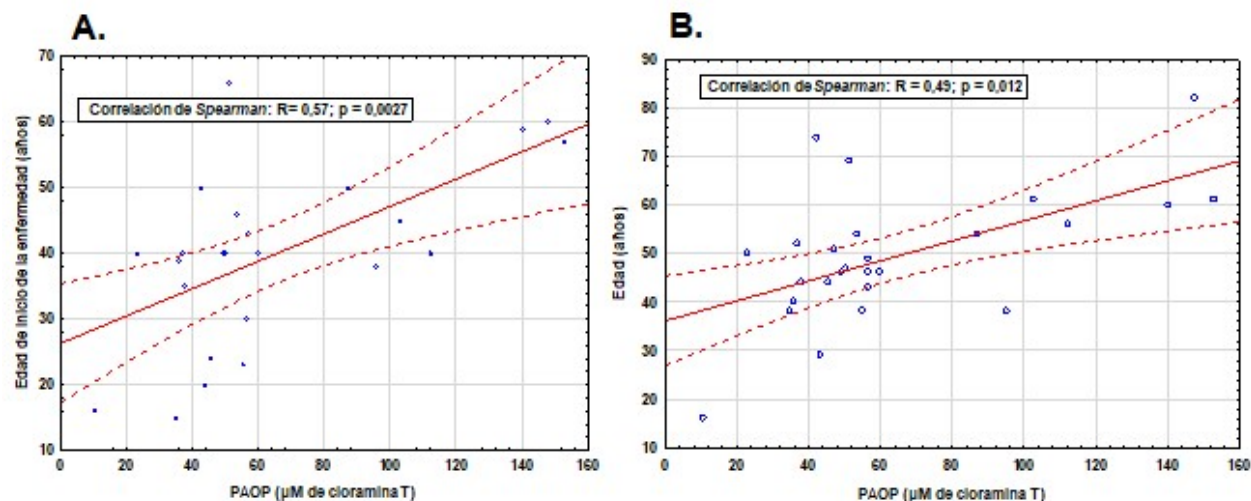 A.
Correlación de Spearman: R= 0,57; p = 0,0027
Edad de inicio de la enfermedad (años)
70
60
50
40
30
20
10
0 20 40 60 80 100 120 140 160
PAOP (µM de cloramina T)
B.
Correlación de Spearman: R = 0,49; p = 0,012
Edad (años)
90
80
70
60
50
40
30
20
10
0 20 40 60 80 100 120 140 160
PAOP (µM de cloramina T)